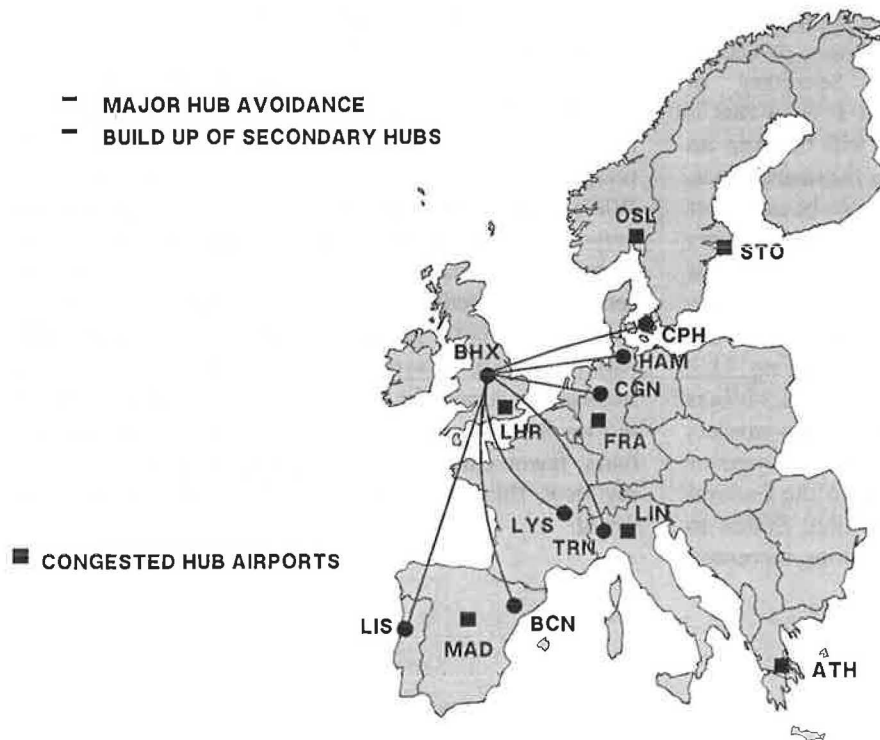 – MAJOR HUB AVOIDANCE
– BUILD UP OF SECONDARY HUBS
OSL
STO
CPH
BHX
HAM
CGN
LHR
FRA
LYS
LIN
TRN
CONGESTED HUB AIRPORTS
LIS
BCN
MAD
ATH